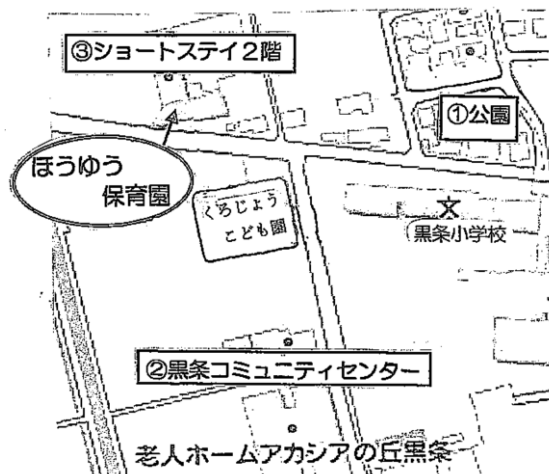 ③ショートステイ2階
①公園
ほうゆう
保育園
くろじょう
こども園
黒条小学校
②黒条コミュニティセンター
老人ホームアカシアの丘黒条